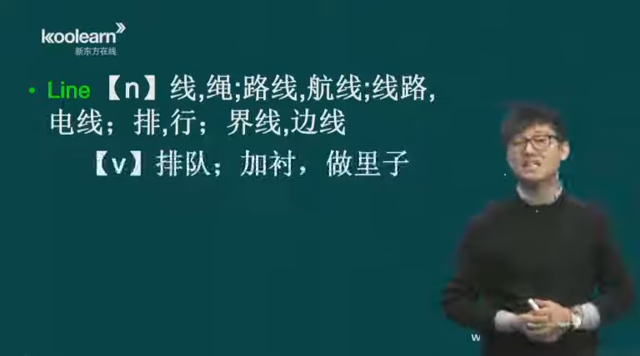 koolearn
新东方在线
• Line【n】线,绳;路线,航线;线路,
电线；排,行；界线,边线
【v】排队；加衬，做里子
w